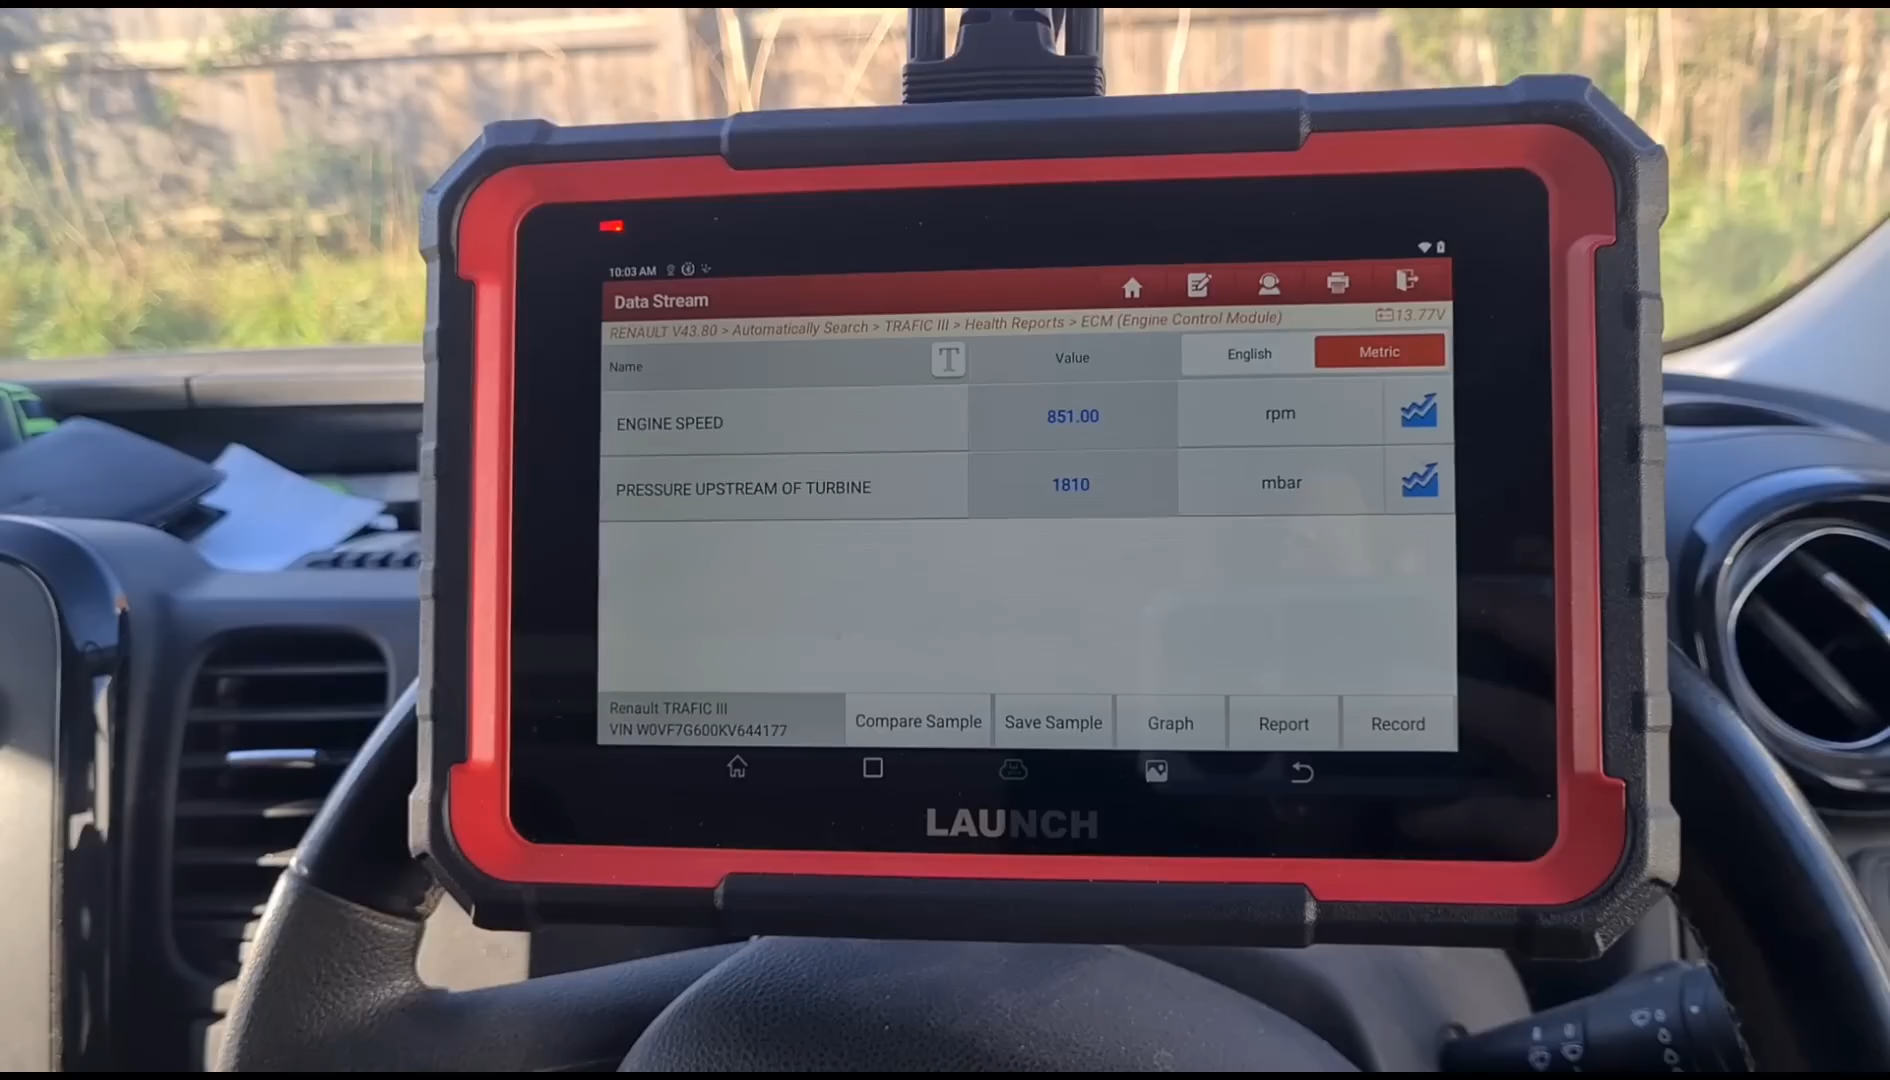 10:03 AM
Data Stream
RENAULT V43.80 > Automatically Search > TRAFIC III > Health Reports > ECM (Engine Control Module)
13.77V
Name
T
Value
English
Metric
ENGINE SPEED
851.00
rpm
PRESSURE UPSTREAM OF TURBINE
1810
mbar
Renault TRAFIC III
VIN W0VF7G600KV644177
Compare Sample
Save Sample
Graph
Report
Record
LAUNCH